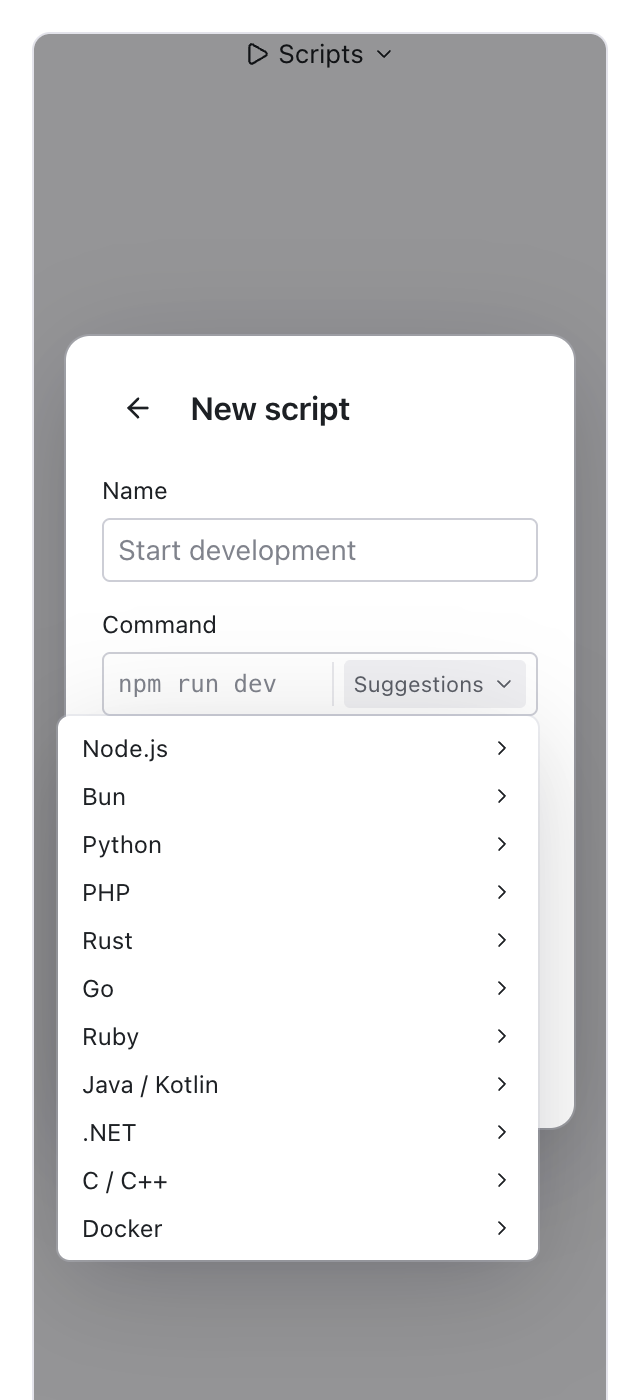 Scripts
New script
Name
Start development
Command
npm run dev
Suggestions
Node.js
Bun
Python
PHP
Rust
Go
Ruby
Java / Kotlin
.NET
C / C++
Docker